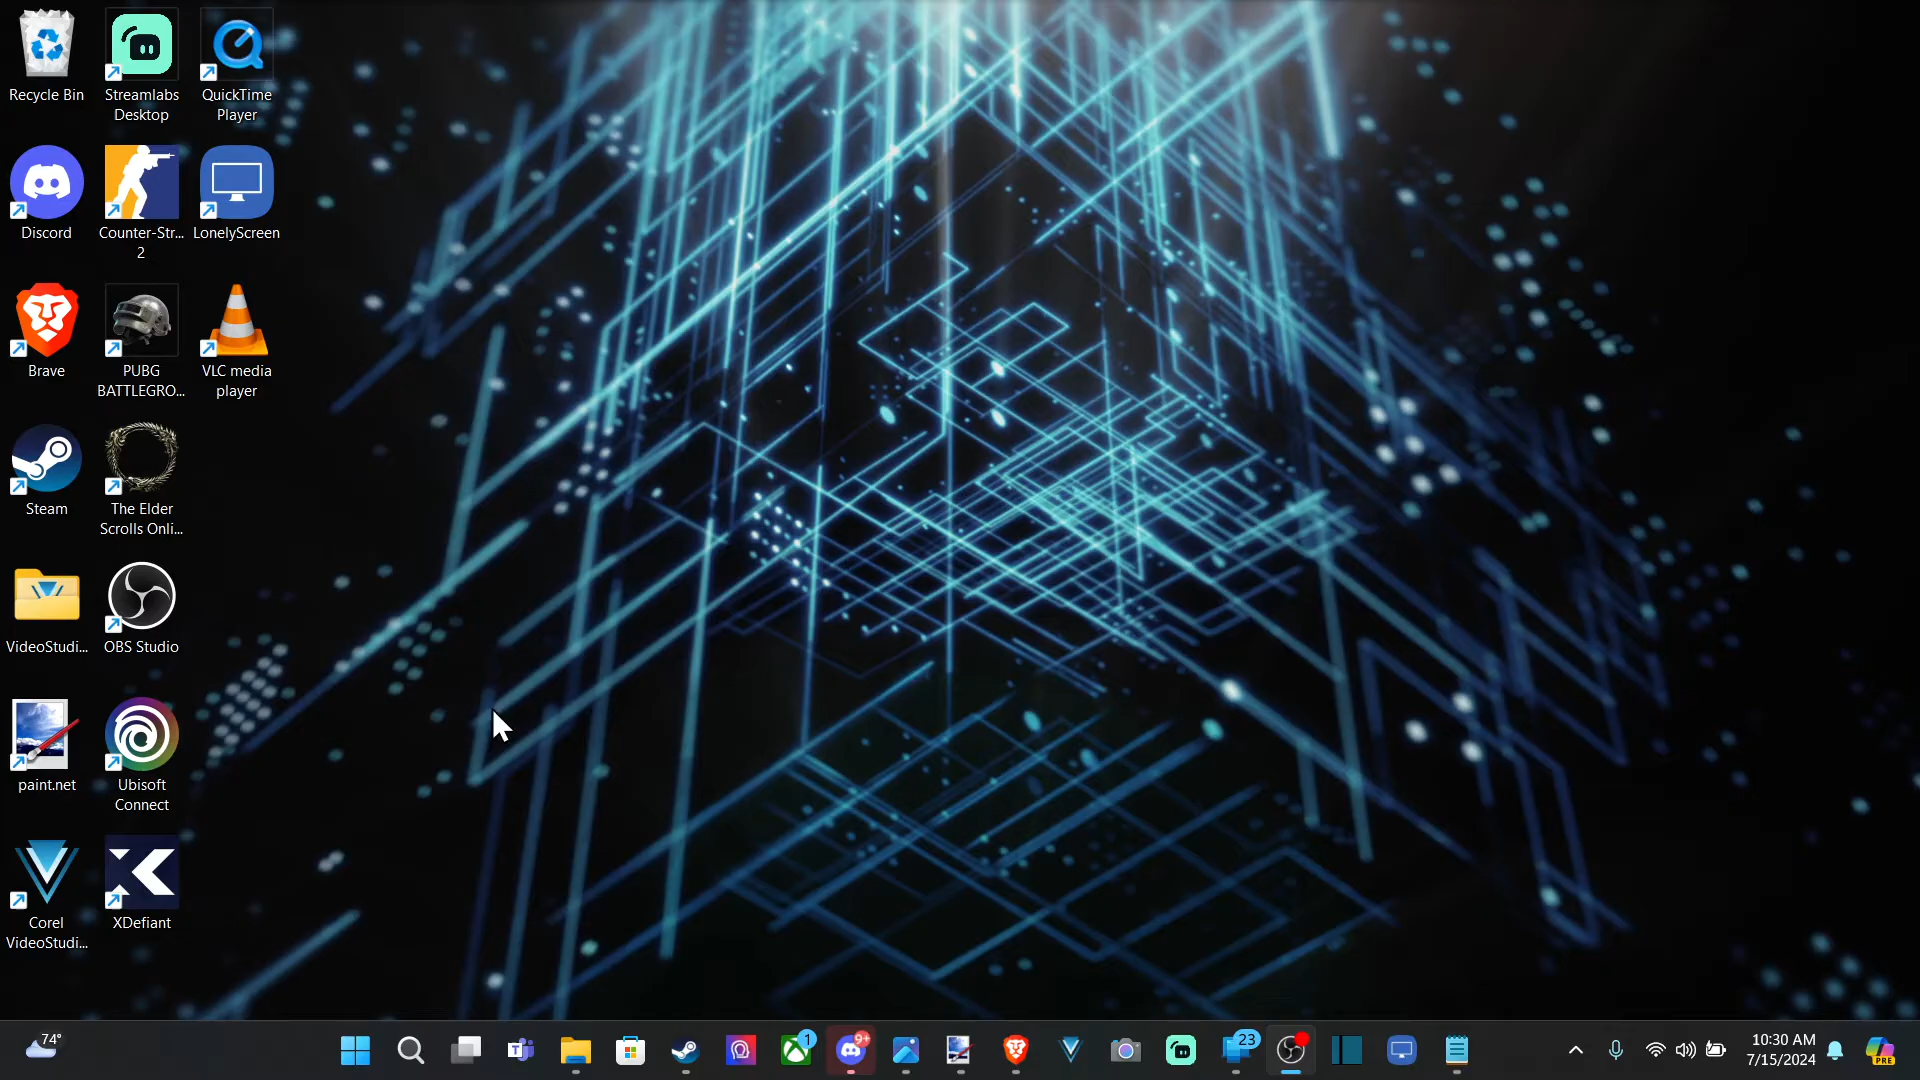 Recycle Bin
Streamlabs
Desktop
QuickTime
Player
Discord
Counter-Str...
2
LonelyScreen
Brave
PUBG
BATTLEGRO...
VLC media
player
Steam
The Elder
Scrolls Onli...
VideoStudi...
OBS Studio
paint.net
Ubisoft
Connect
Corel
VideoStudi...
XDefiant
74°
T
1
9+
23
10:30 AM
7/15/2024
PRE